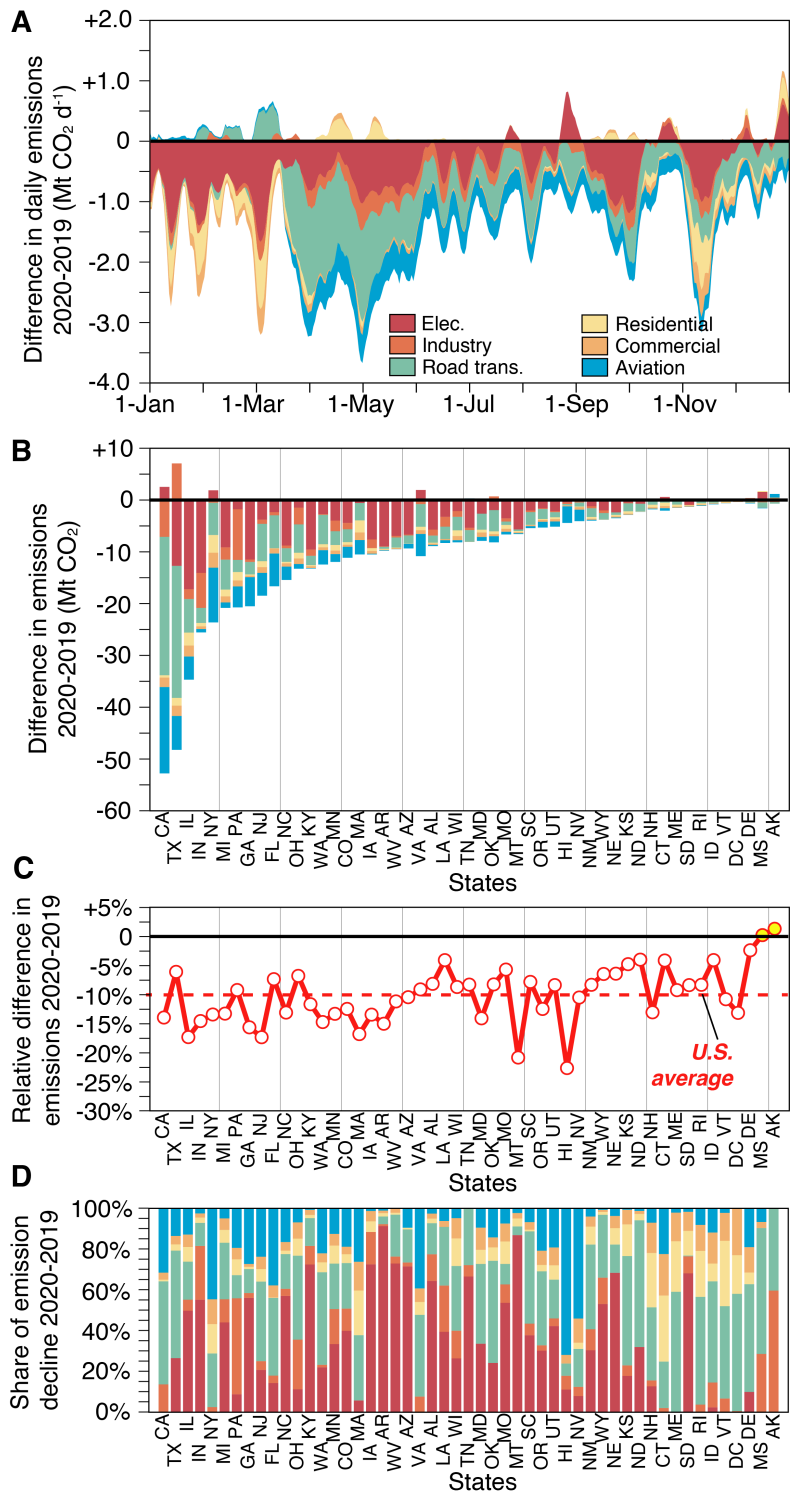 A
Difference in daily emissions
2020-2019 (Mt CO₂ d⁻¹)
+2.0
+1.0
0
-1.0
-2.0
-3.0
-4.0
Elec.
Industry
Road trans.
Residential
Commercial
Aviation
1-Jan 1-Mar 1-May 1-Jul 1-Sep 1-Nov
B
Difference in emissions
2020-2019 (Mt CO₂)
+10
0
-10
-20
-30
-40
-50
-60
CA TX IL IN NY MI PA GA NJ FL NC OH KY WA MN CO MA IA AR WV AZ VA AL LA WI TN MD OK MO MT SC OR UT HI NV NM WY NE KS ND NH CT ME SD RI ID VT DC DE MS AK
States
C
Relative difference in
emissions 2020-2019
+5%
0
-5%
-10%
-15%
-20%
-25%
-30%
U.S.
average
CA TX IL IN NY MI PA GA NJ FL NC OH KY WA MN CO MA IA AR WV AZ VA AL LA WI TN MD OK MO MT SC OR UT HI NV NM WY NE KS ND NH CT ME SD RI ID VT DC DE MS AK
States
D
Share of emission
decline 2020-2019
100%
80%
60%
40%
20%
0%
CA TX IL IN NY MI PA GA NJ FL NC OH KY WA MN CO MA IA AR WV AZ VA AL LA WI TN MD OK MO MT SC OR UT HI NV NM WY NE KS ND NH CT ME SD RI ID VT DC DE MS AK
States